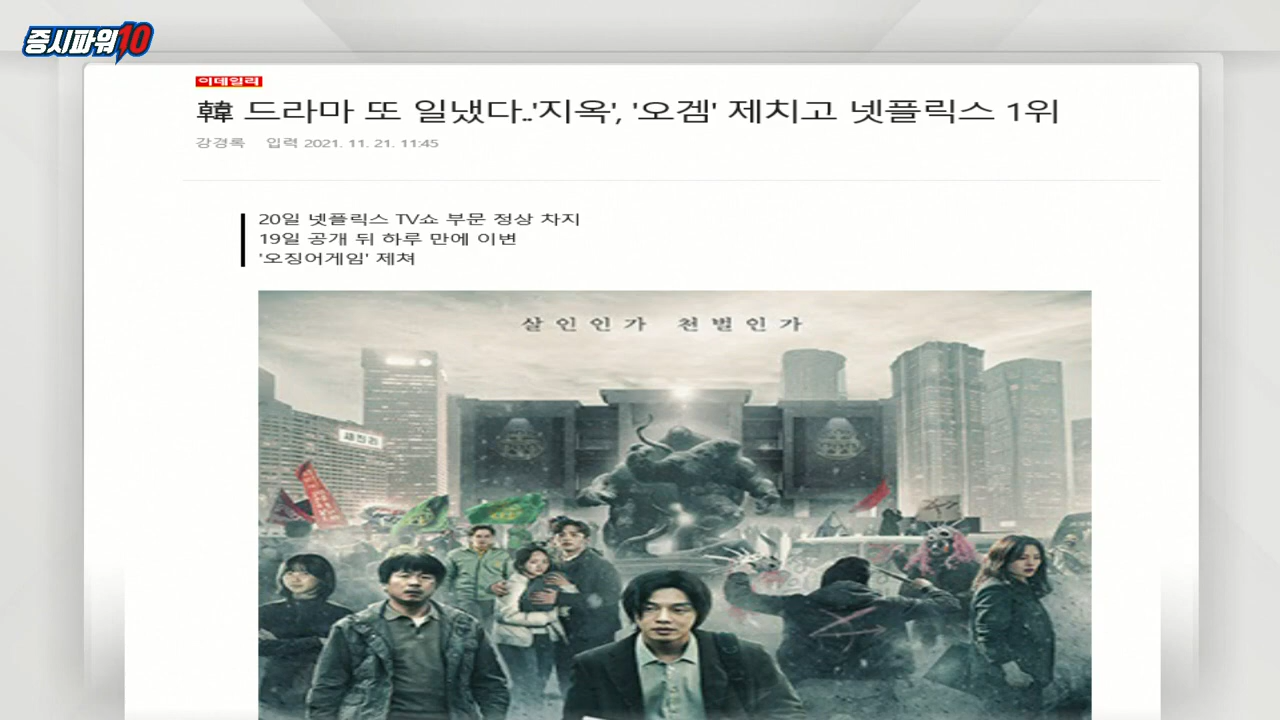 증시파워10
이데일리
韓 드라마 또 일냈다..'지옥', '오겜' 제치고 넷플릭스 1위
강경록 입력 2021. 11. 21. 11:45
20일 넷플릭스 TV쇼 부문 정상 차지
19일 공개 뒤 하루 만에 이변
'오징어게임' 제쳐
살인인가 천벌인가
새진리